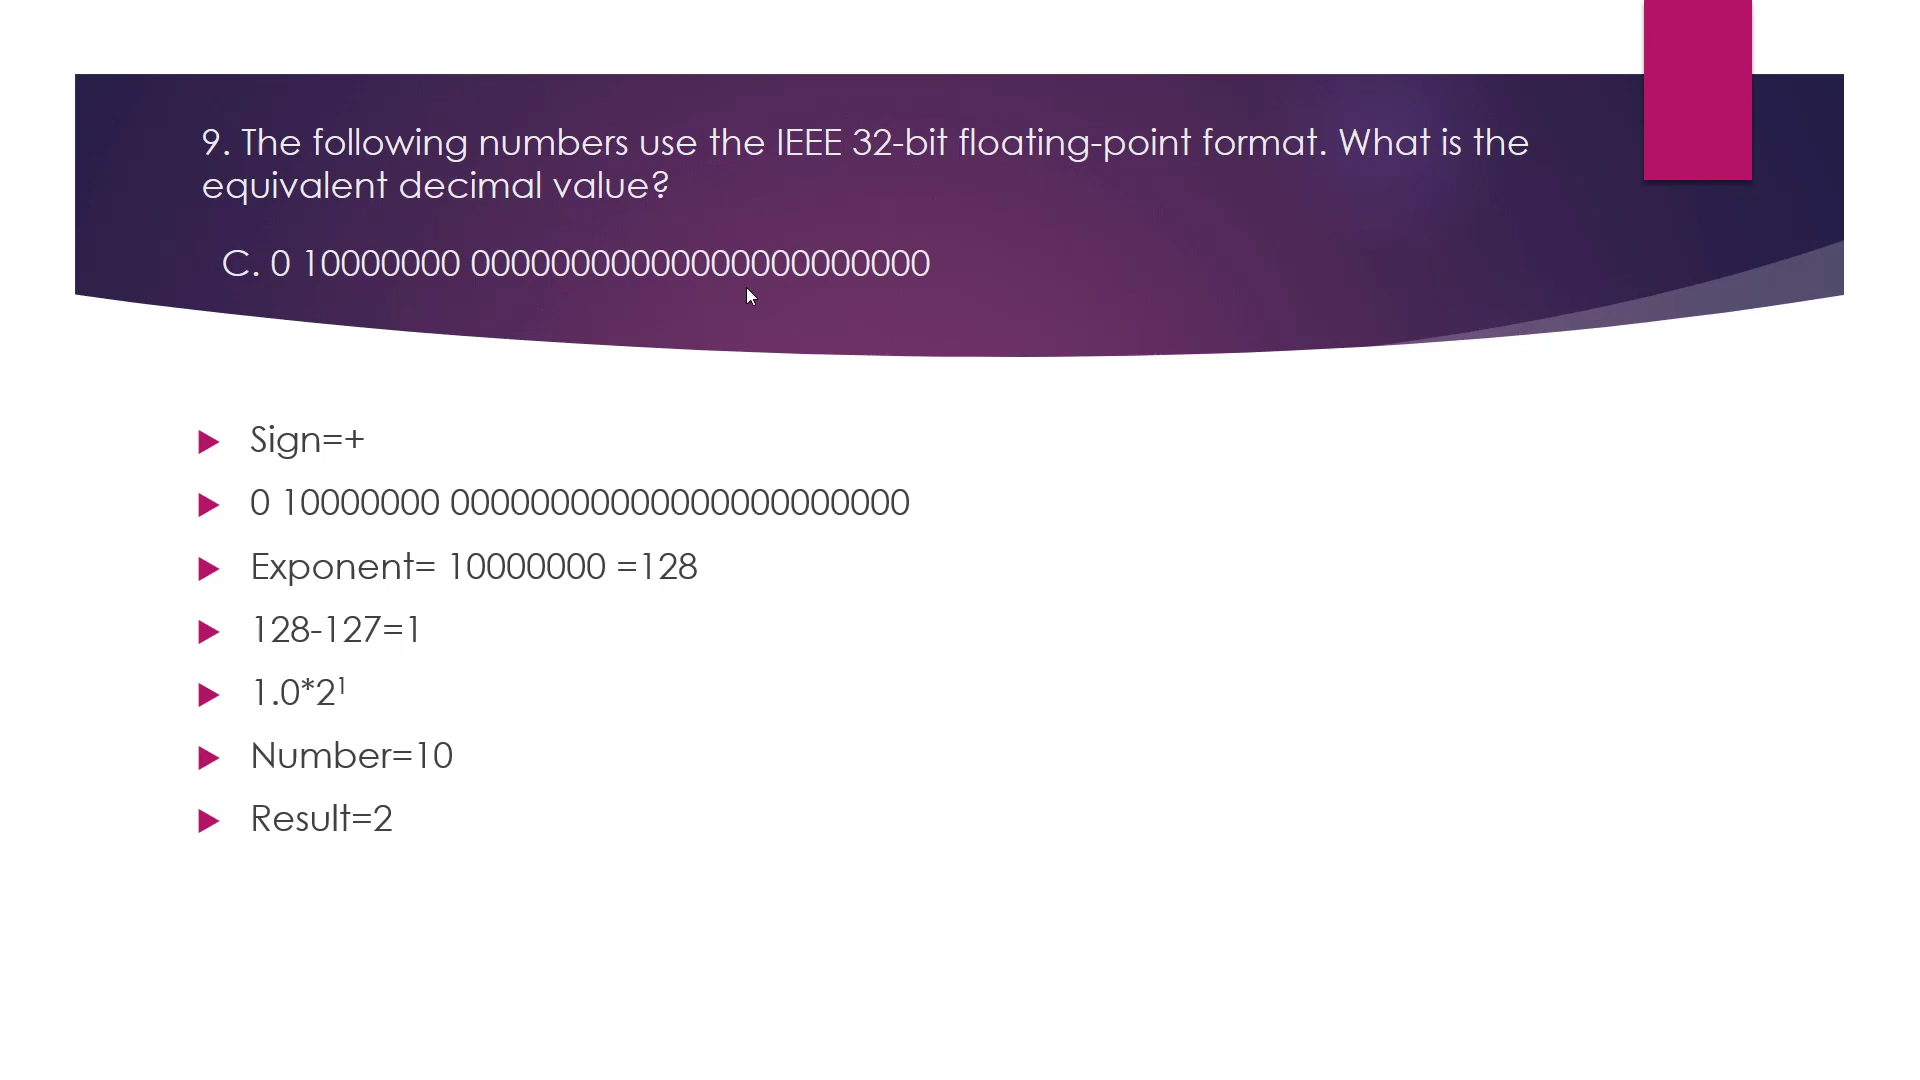 9. The following numbers use the IEEE 32-bit floating-point format. What is the
equivalent decimal value?
C. 0 10000000 00000000000000000000000
Sign=+
0 10000000 00000000000000000000000
Exponent= 10000000 =128
128-127=1
1.0*2¹
Number=10
Result=2